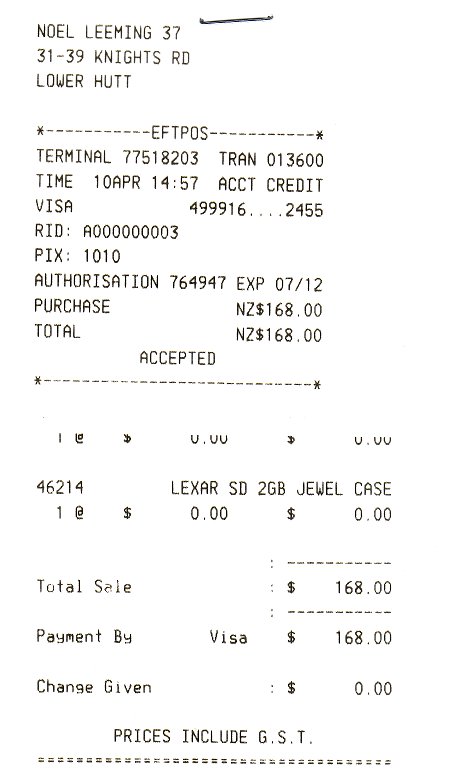 NOEL LEEMING 37
31-39 KNIGHTS RD
LOWER HUTT
*-----------EFTPOS-----------*
TERMINAL 77518203 TRAN 013600
TIME 10APR 14:57 ACCT CREDIT
VISA 499916....2455
RID: A000000003
PIX: 1010
AUTHORISATION 764947 EXP 07/12
PURCHASE NZ$168.00
TOTAL NZ$168.00
ACCEPTED
*----------------------------*
1 @ $ 0.00 $ 0.00
46214 LEXAR SD 2GB JEWEL CASE
1 @ $ 0.00 $ 0.00
: -----------
Total Sale : $ 168.00
: -----------
Payment By Visa $ 168.00
Change Given : $ 0.00
PRICES INCLUDE G.S.T.
=====================================